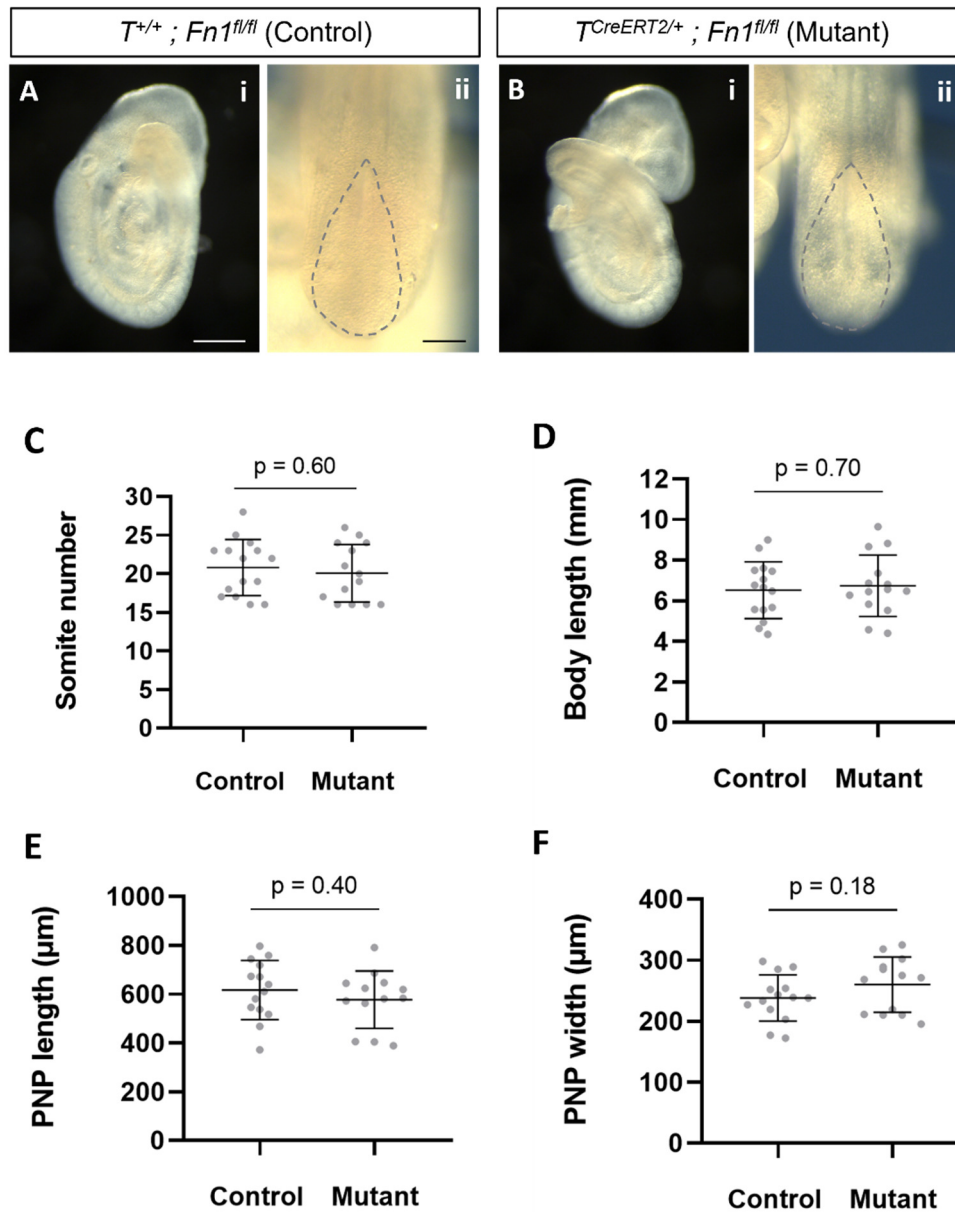 T+/+ ; Fn1fl/fl (Control)
TCreERT2/+ ; Fn1fl/fl (Mutant)
A i ii
B i ii
C
p = 0.60
Somite number
30
25
20
15
10
5
0
Control Mutant
D
p = 0.70
Body length (mm)
12
10
8
6
4
2
0
Control Mutant
E
p = 0.40
PNP length (µm)
1000
800
600
400
200
0
Control Mutant
F
p = 0.18
PNP width (µm)
400
300
200
100
0
Control Mutant